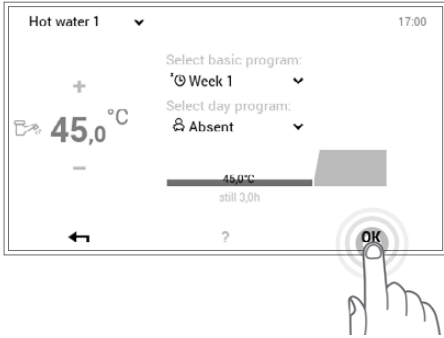 Hot water 1
17:00
Select basic program:
Week 1
Select day program:
Absent
+
45,0°C
−
45,0°C
still 3,0h
?
OK